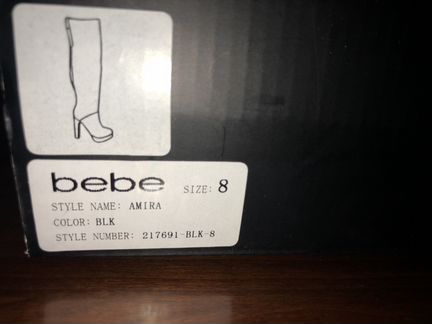 bebe SIZE: 8
STYLE NAME: AMIRA
COLOR: BLK
STYLE NUMBER: 217691-BLK-8